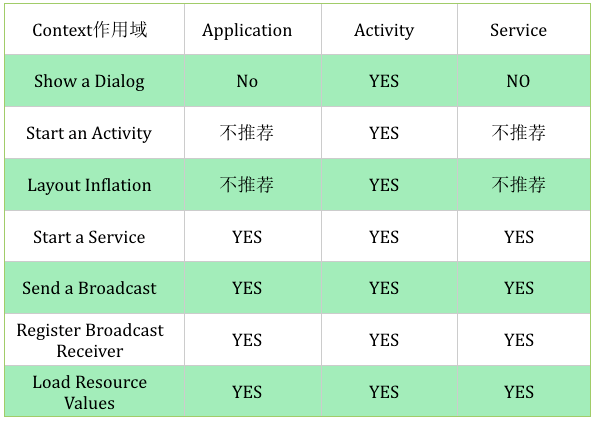 Context作用域 Application Activity Service
Show a Dialog No YES NO
Start an Activity 不推荐 YES 不推荐
Layout Inflation 不推荐 YES 不推荐
Start a Service YES YES YES
Send a Broadcast YES YES YES
Register Broadcast
Receiver YES YES YES
Load Resource
Values YES YES YES